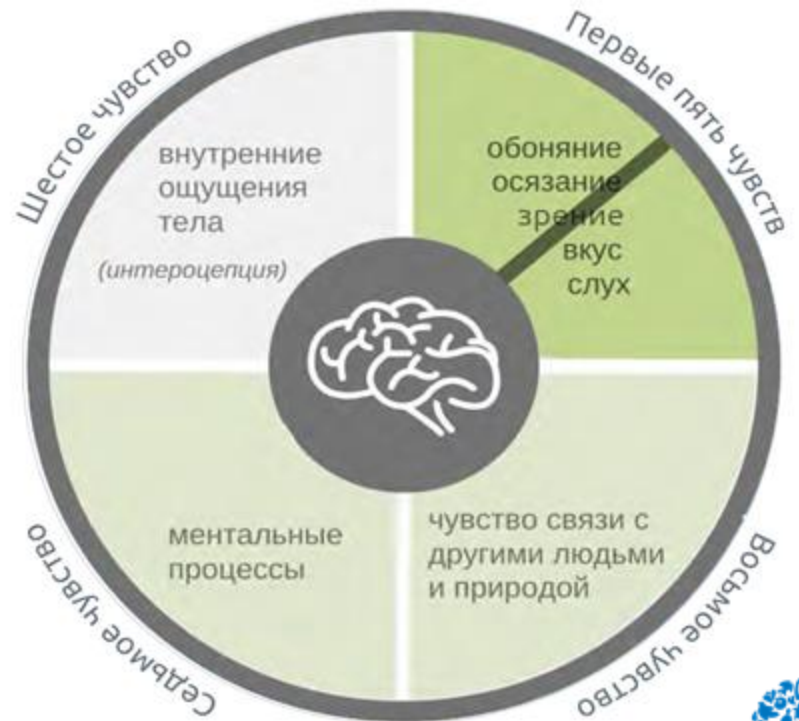 Шестое чувство
внутренние
ощущения
тела
(интероцепция)
Первые пять чувств
обоняние
осязание
зрение
вкус
слух
Седьмое чувство
ментальные
процессы
Восьмое чувство
чувство связи с
другими людьми
и природой